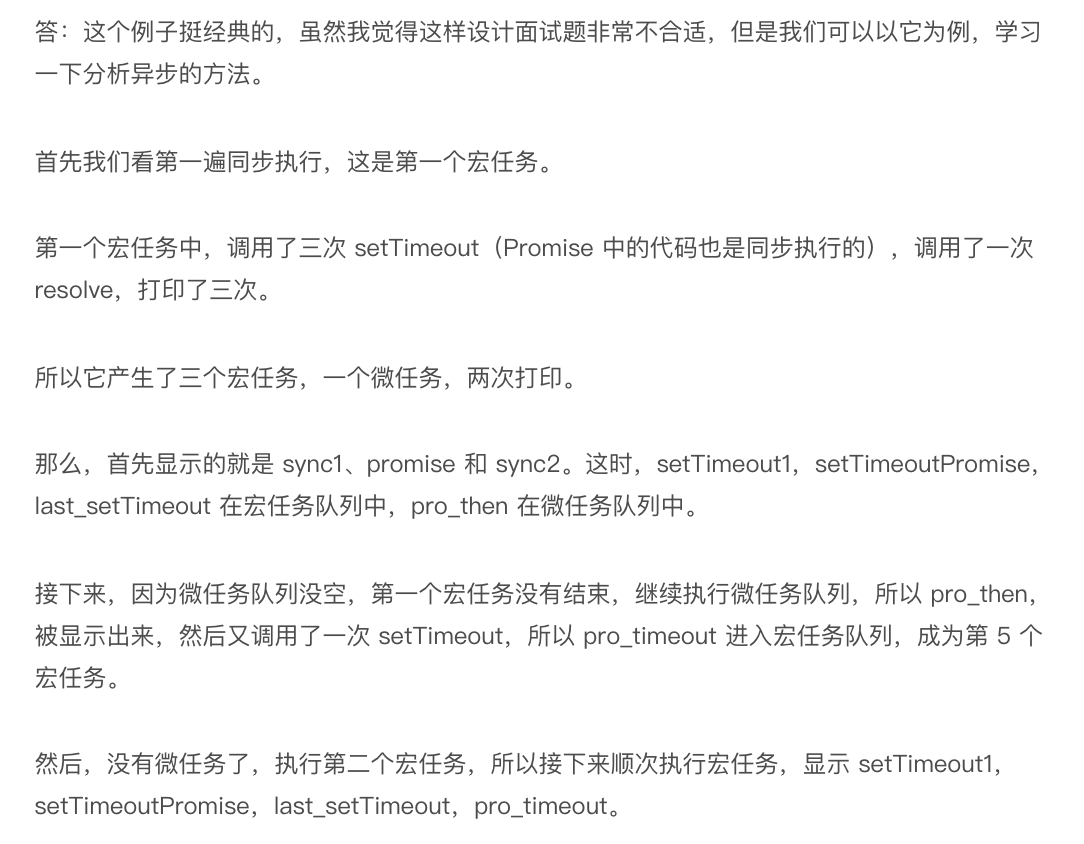 答：这个例子挺经典的，虽然我觉得这样设计面试题非常不合适，但是我们可以以它为例，学习
一下分析异步的方法。
首先我们看第一遍同步执行，这是第一个宏任务。
第一个宏任务中，调用了三次 setTimeout（Promise 中的代码也是同步执行的），调用了一次
resolve，打印了三次。
所以它产生了三个宏任务，一个微任务，两次打印。
那么，首先显示的就是 sync1、promise 和 sync2。这时，setTimeout1，setTimeoutPromise，
last_setTimeout 在宏任务队列中，pro_then 在微任务队列中。
接下来，因为微任务队列没空，第一个宏任务没有结束，继续执行微任务队列，所以 pro_then，
被显示出来，然后又调用了一次 setTimeout，所以 pro_timeout 进入宏任务队列，成为第 5 个
宏任务。
然后，没有微任务了，执行第二个宏任务，所以接下来顺次执行宏任务，显示 setTimeout1，
setTimeoutPromise，last_setTimeout，pro_timeout。